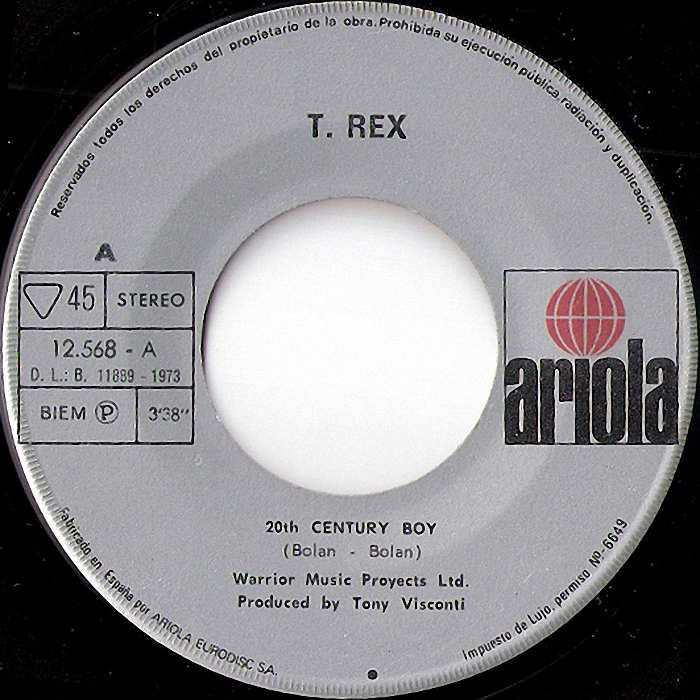 Reservados todos los derechos del propietario de la obra. Prohibida su ejecución pública, radiación y duplicación.
T. REX
A
45 STEREO
12.568 - A
D. L.: B. 11889 - 1973
BIEM Ⓟ 3'38"
ariola
20th CENTURY BOY
(Bolan - Bolan)
Warrior Music Proyects Ltd.
Produced by Tony Visconti
Fabricado en España por ARIOLA EURODISC SA.
Impuesto de Lujo, permiso Nº-6649